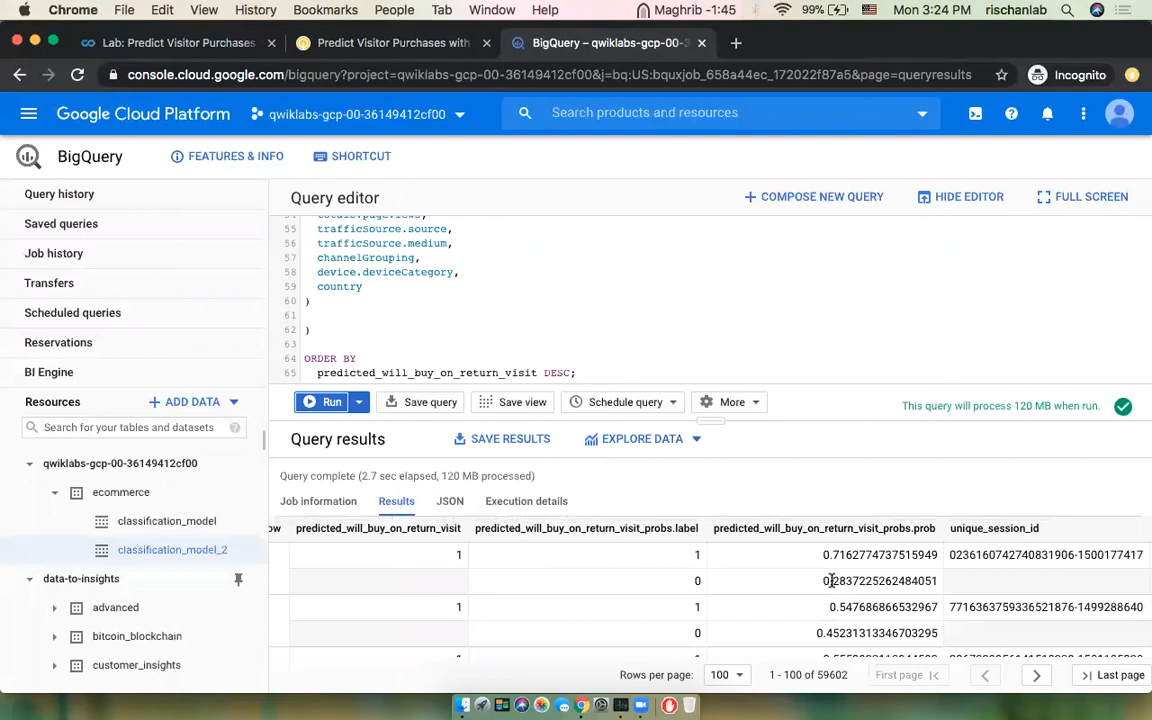 Chrome File Edit View History Bookmarks People Tab Window Help Maghrib -1:45 99% Mon 3:24 PM rischanlab
Lab: Predict Visitor Purchases × Predict Visitor Purchases with × BigQuery – qwiklabs-gcp-00-3 × +
console.cloud.google.com/bigquery?project=qwiklabs-gcp-00-36149412cf00&j=bq:US:bquxjob_658a44ec_172022f87a5&page=queryresults Incognito
Google Cloud Platform qwiklabs-gcp-00-36149412cf00 Search products and resources
BigQuery FEATURES & INFO SHORTCUT
Query history
Saved queries
Job history
Transfers
Scheduled queries
Reservations
BI Engine
Resources + ADD DATA
Search for your tables and datasets
qwiklabs-gcp-00-36149412cf00
ecommerce
classification_model
classification_model_2
data-to-insights
advanced
bitcoin_blockchain
customer_insights
Query editor + COMPOSE NEW QUERY HIDE EDITOR FULL SCREEN
54 totals.pageviews,
55 trafficSource.source,
56 trafficSource.medium,
57 channelGrouping,
58 device.deviceCategory,
59 country
60 )
61
62 )
63
64 ORDER BY
65 predicted_will_buy_on_return_visit DESC;
Run Save query Save view Schedule query More This query will process 120 MB when run.
Query results SAVE RESULTS EXPLORE DATA
Query complete (2.7 sec elapsed, 120 MB processed)
Job information Results JSON Execution details
ow predicted_will_buy_on_return_visit predicted_will_buy_on_return_visit_probs.label predicted_will_buy_on_return_visit_probs.prob unique_session_id
1 1 0.7162774737515949 0236160742740831906-1500177417
0 0.2837225262484051
1 1 0.547686866532967 7716363759336521876-1499288640
0 0.45231313346703295
Rows per page: 100 1 - 100 of 59602 First page |< < > >| Last page